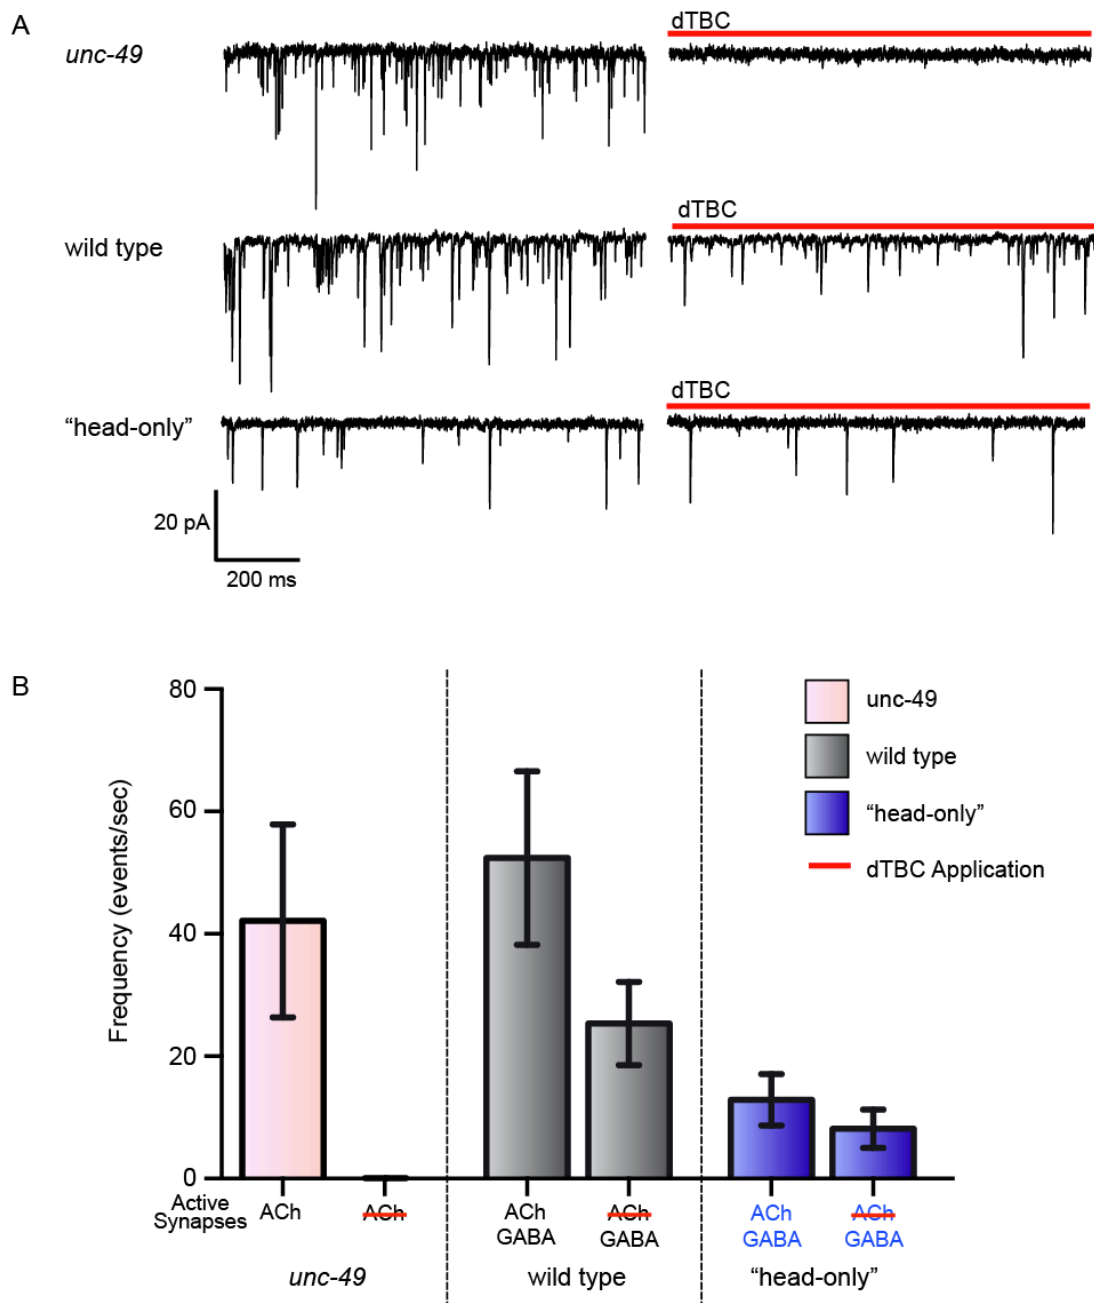 A
unc-49
dTBC
wild type
dTBC
“head-only”
dTBC
20 pA
200 ms
B
80
60
40
20
0
Frequency (events/sec)
unc-49
wild type
“head-only”
dTBC Application
Active
Synapses
ACh
ACh
ACh
GABA
ACh
GABA
ACh
GABA
ACh
GABA
unc-49
wild type
“head-only”